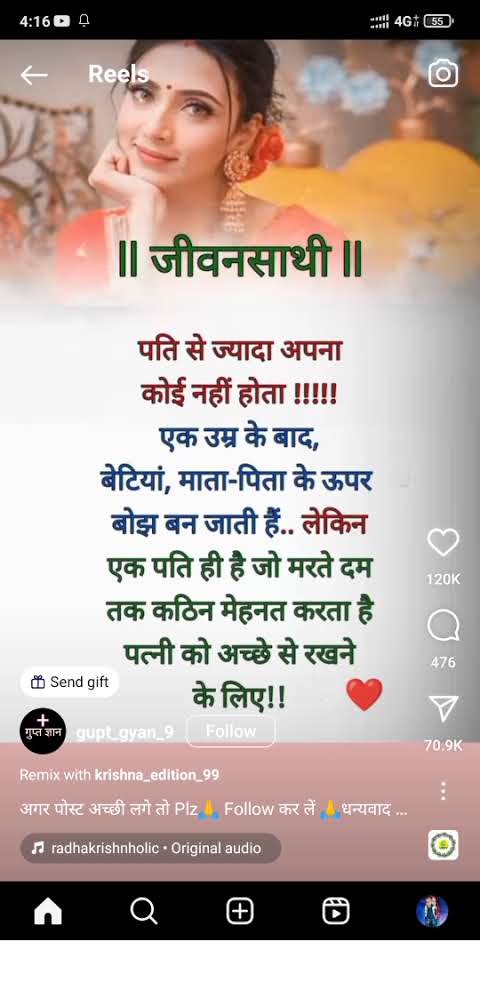 4:16
4G 55
Reels
|| जीवनसाथी ||
पति से ज्यादा अपना
कोई नहीं होता !!!!!
एक उम्र के बाद,
बेटियां, माता-पिता के ऊपर
बोझ बन जाती हैं.. लेकिन
एक पति ही है जो मरते दम
तक कठिन मेहनत करता है
पत्नी को अच्छे से रखने
के लिए!! ❤️
120K
476
70.9K
Send gift
गुप्त ज्ञान
gupt_gyan_9 Follow
Remix with krishna_edition_99
अगर पोस्ट अच्छी लगे तो Plz🙏 Follow कर लें 🙏धन्यवाद ...
radhakrishnholic • Original audio